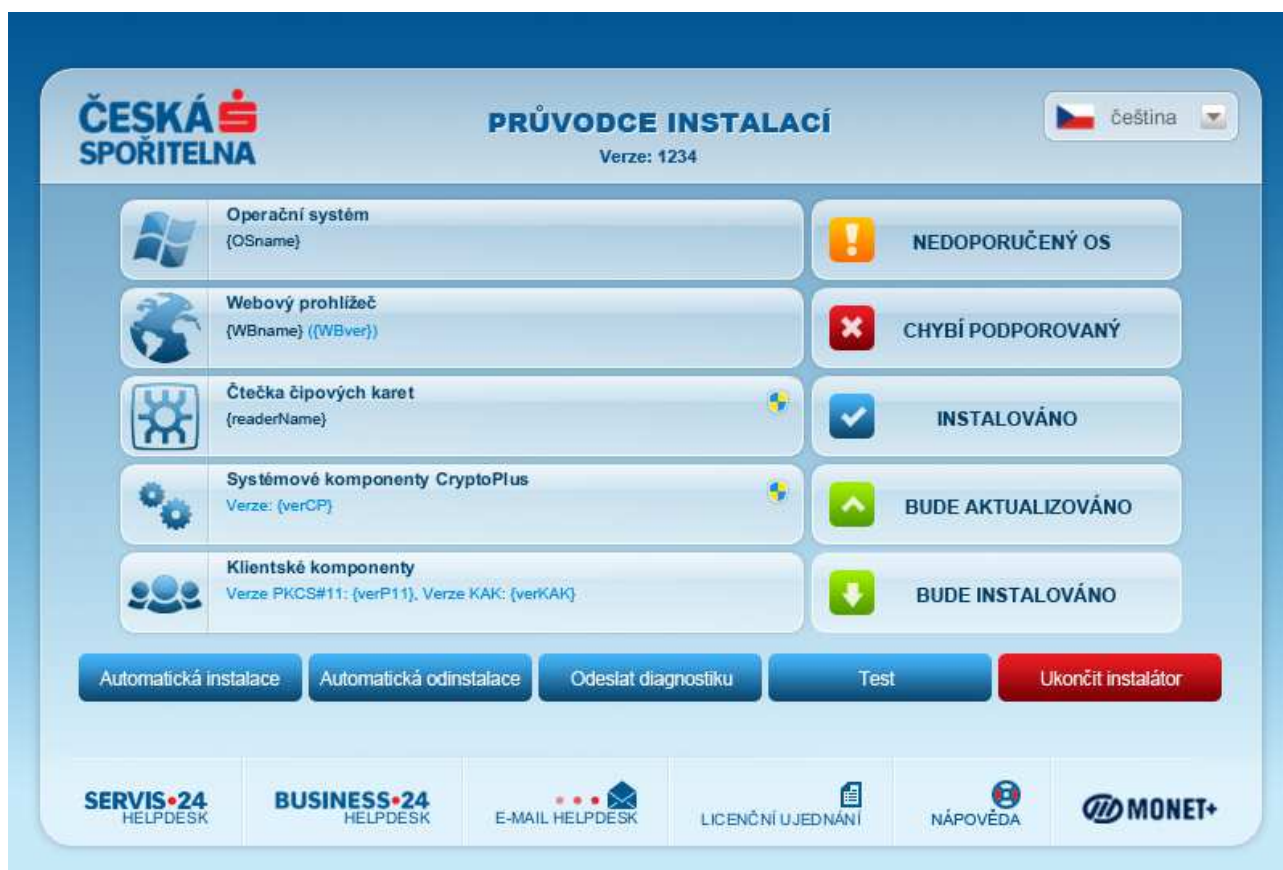 ČESKÁ
SPOŘITELNA
PRŮVODCE INSTALACÍ
Verze: 1234
čeština
Operační systém
{OSname}
NEDOPORUČENÝ OS
Webový prohlížeč
{WBname} ({WBver})
CHYBÍ PODPOROVANÝ
Čtečka čipových karet
{readerName}
INSTALOVÁNO
Systémové komponenty CryptoPlus
Verze: {verCP}
BUDE AKTUALIZOVÁNO
Klientské komponenty
Verze PKCS#11: {verP11}, Verze KAK: {verKAK}
BUDE INSTALOVÁNO
Automatická instalace
Automatická odinstalace
Odeslat diagnostiku
Test
Ukončit instalátor
SERVIS•24
HELPDESK
BUSINESS•24
HELPDESK
E-MAIL HELPDESK
LICENČNÍ UJEDNÁNÍ
NÁPOVĚDA
MONET+